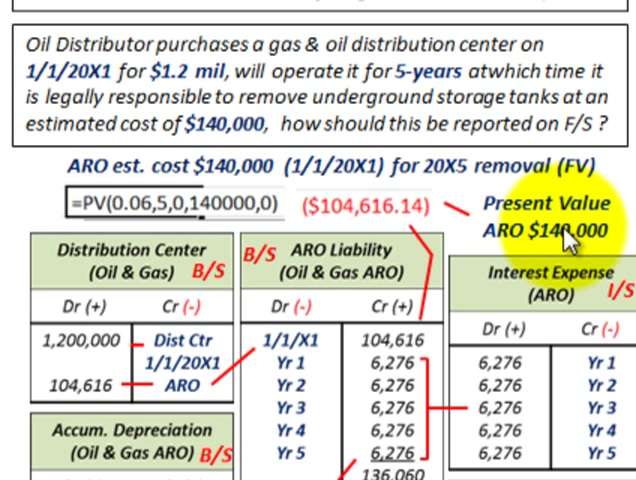 Oil Distributor purchases a gas & oil distribution center on
1/1/20X1 for $1.2 mil, will operate it for 5-years atwhich time it
is legally responsible to remove underground storage tanks at an
estimated cost of $140,000, how should this be reported on F/S ?
ARO est. cost $140,000 (1/1/20X1) for 20X5 removal (FV)
=PV(0.06,5,0,140000,0) ($104,616.14) Present Value
ARO $140,000
Distribution Center
(Oil & Gas) B/S
Dr (+) Cr (-)
1,200,000 Dist Ctr
1/1/20X1
104,616 ARO
Accum. Depreciation
(Oil & Gas ARO) B/S
B/S ARO Liability
(Oil & Gas ARO)
Dr (-) Cr (+)
1/1/X1 104,616
Yr 1 6,276
Yr 2 6,276
Yr 3 6,276
Yr 4 6,276
Yr 5 6,276
136,060
Interest Expense
(ARO) I/S
Dr (+) Cr (-)
6,276 Yr 1
6,276 Yr 2
6,276 Yr 3
6,276 Yr 4
6,276 Yr 5